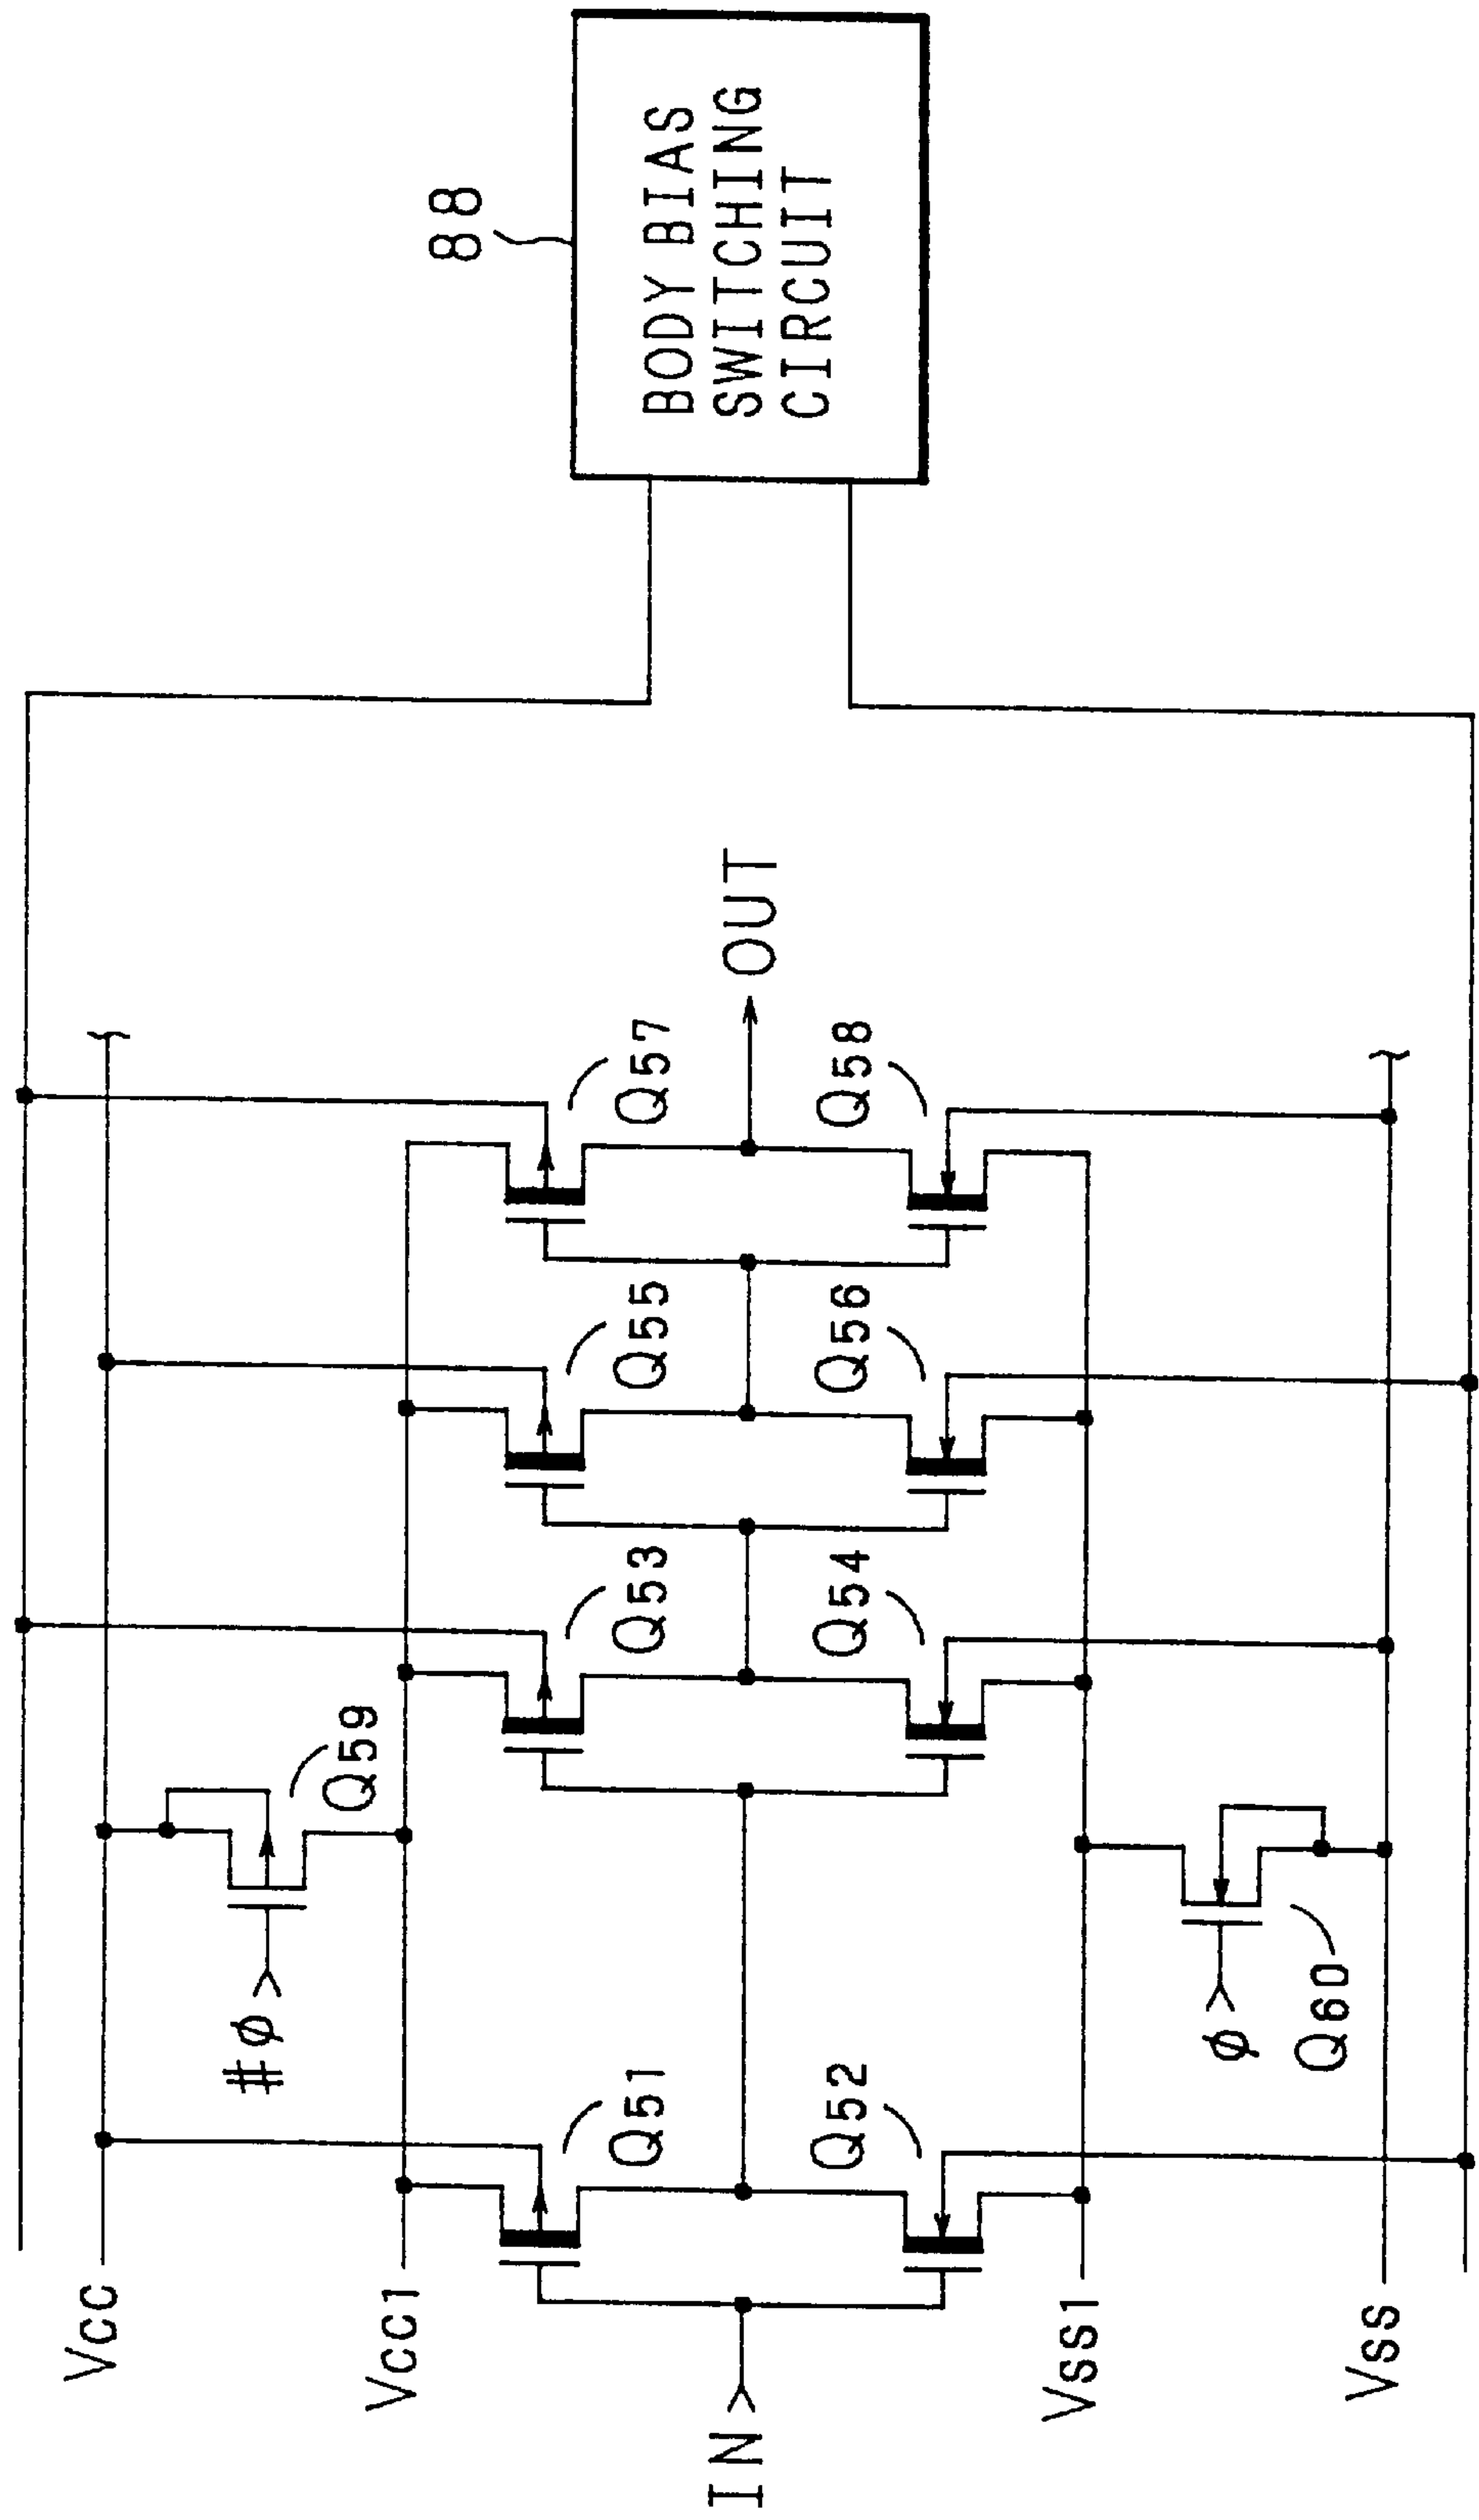 VCC
VCC1
IN
VSS1
VSS
Q51
Q52
#φ
Q59
φ
Q60
Q53
Q54
Q55
Q56
Q57
Q58
OUT
88
BODY BIAS
SWITCHING
CIRCUIT